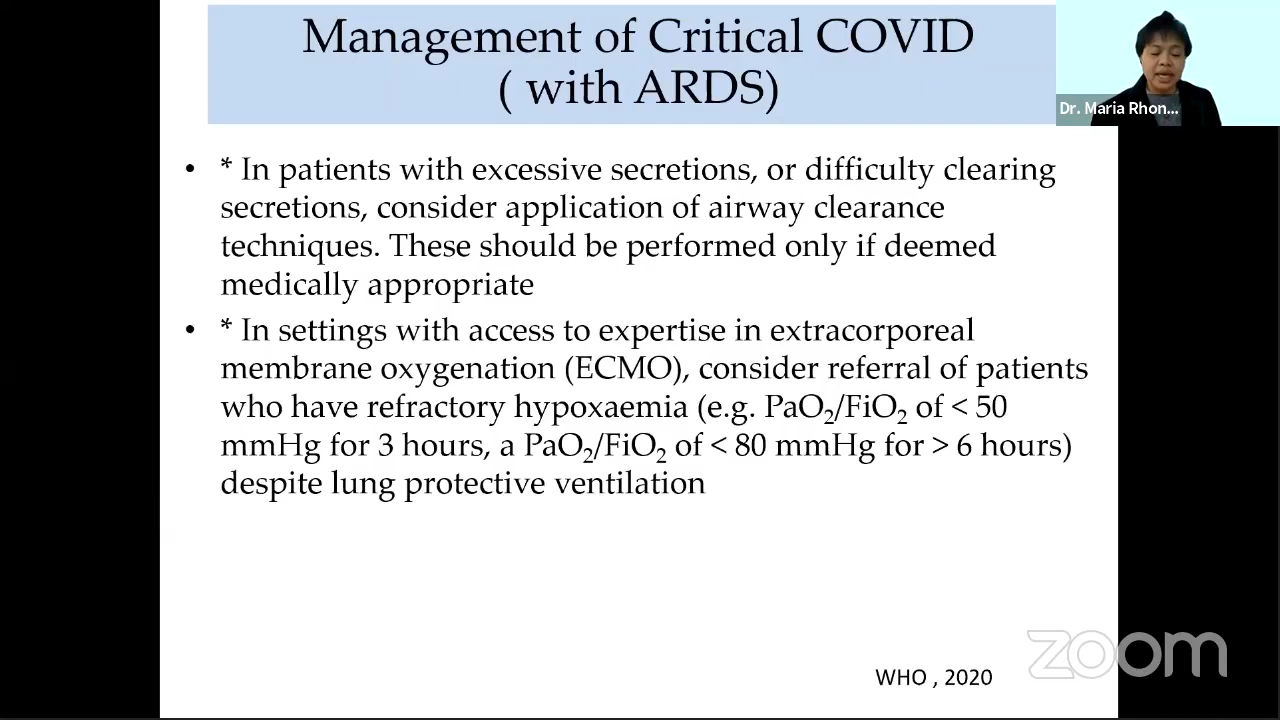 Management of Critical COVID
( with ARDS)
Dr. Maria Rhon...
• * In patients with excessive secretions, or difficulty clearing
secretions, consider application of airway clearance
techniques. These should be performed only if deemed
medically appropriate
• * In settings with access to expertise in extracorporeal
membrane oxygenation (ECMO), consider referral of patients
who have refractory hypoxaemia (e.g. PaO₂/FiO₂ of < 50
mmHg for 3 hours, a PaO₂/FiO₂ of < 80 mmHg for > 6 hours)
despite lung protective ventilation
zoom
WHO , 2020